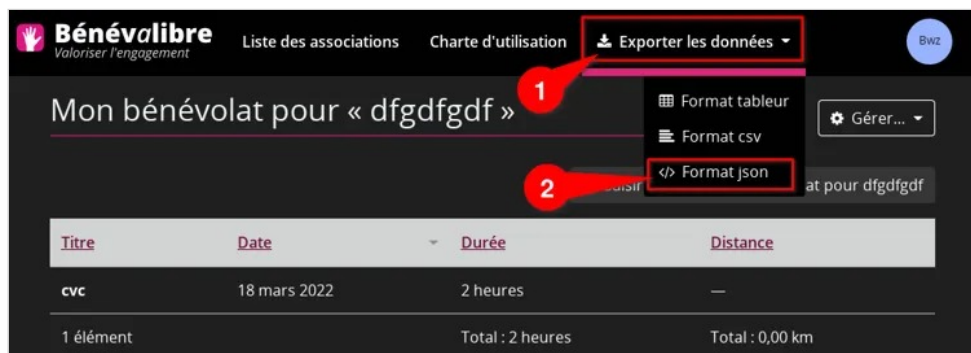 Bénévalibre
Valoriser l'engagement
Liste des associations
Charte d'utilisation
Exporter les données
Bwz
1
Mon bénévolat pour « dfgdfgdf »
Format tableur
Format csv
Gérer...
2
Format json
at pour dfgdfgdf
Titre Date Durée Distance
cvc 18 mars 2022 2 heures —
1 élément Total : 2 heures Total : 0,00 km